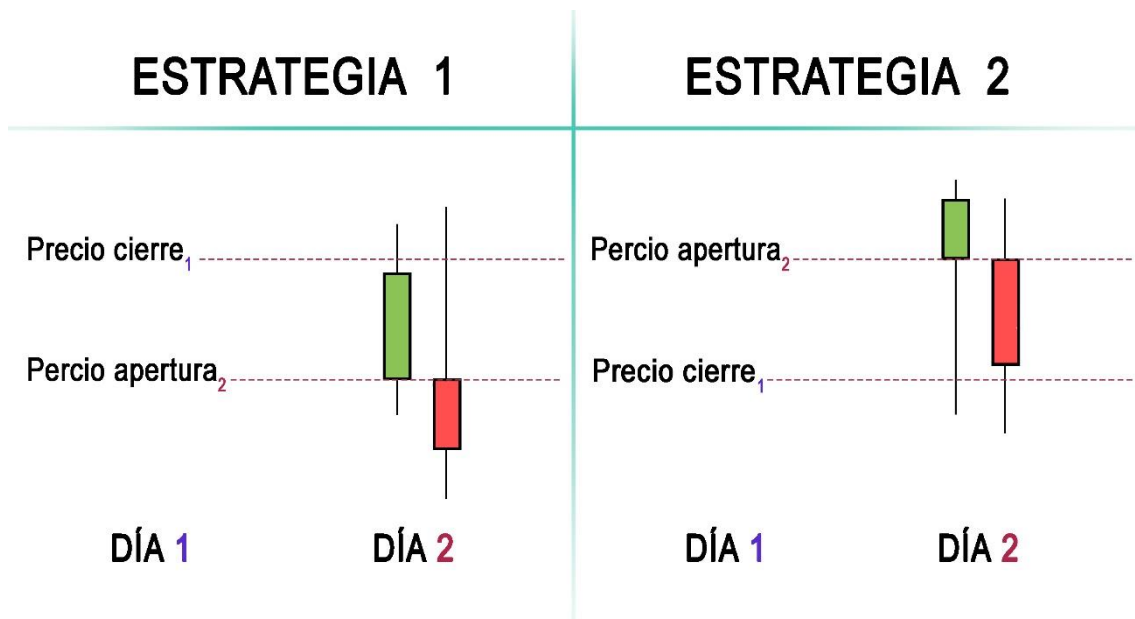 ESTRATEGIA 1
Precio cierre₁
Percio apertura₂
DÍA 1
DÍA 2
ESTRATEGIA 2
Percio apertura₂
Precio cierre₁
DÍA 1
DÍA 2